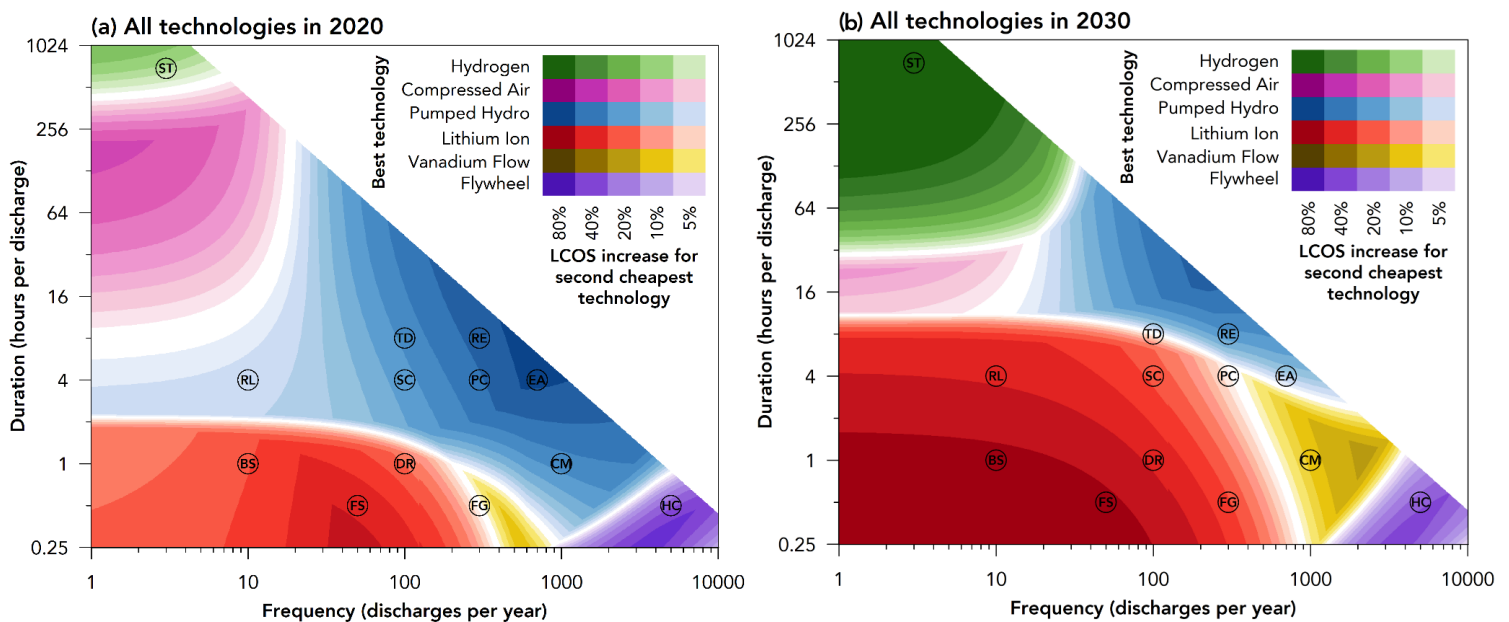 (a) All technologies in 2020
Duration (hours per discharge)
1024
256
64
16
4
1
0.25
1
10
100
1000
10000
Frequency (discharges per year)
ST
RL
TD
RE
SC
PC
EA
BS
DR
CM
FS
FG
HC
Best technology
Hydrogen
Compressed Air
Pumped Hydro
Lithium Ion
Vanadium Flow
Flywheel
80%
40%
20%
10%
5%
LCOS increase for
second cheapest
technology
(b) All technologies in 2030
Duration (hours per discharge)
1024
256
64
16
4
1
0.25
1
10
100
1000
10000
Frequency (discharges per year)
ST
TD
RE
RL
SC
PC
EA
BS
DR
CM
FS
FG
HC
Best technology
Hydrogen
Compressed Air
Pumped Hydro
Lithium Ion
Vanadium Flow
Flywheel
80%
40%
20%
10%
5%
LCOS increase for
second cheapest
technology